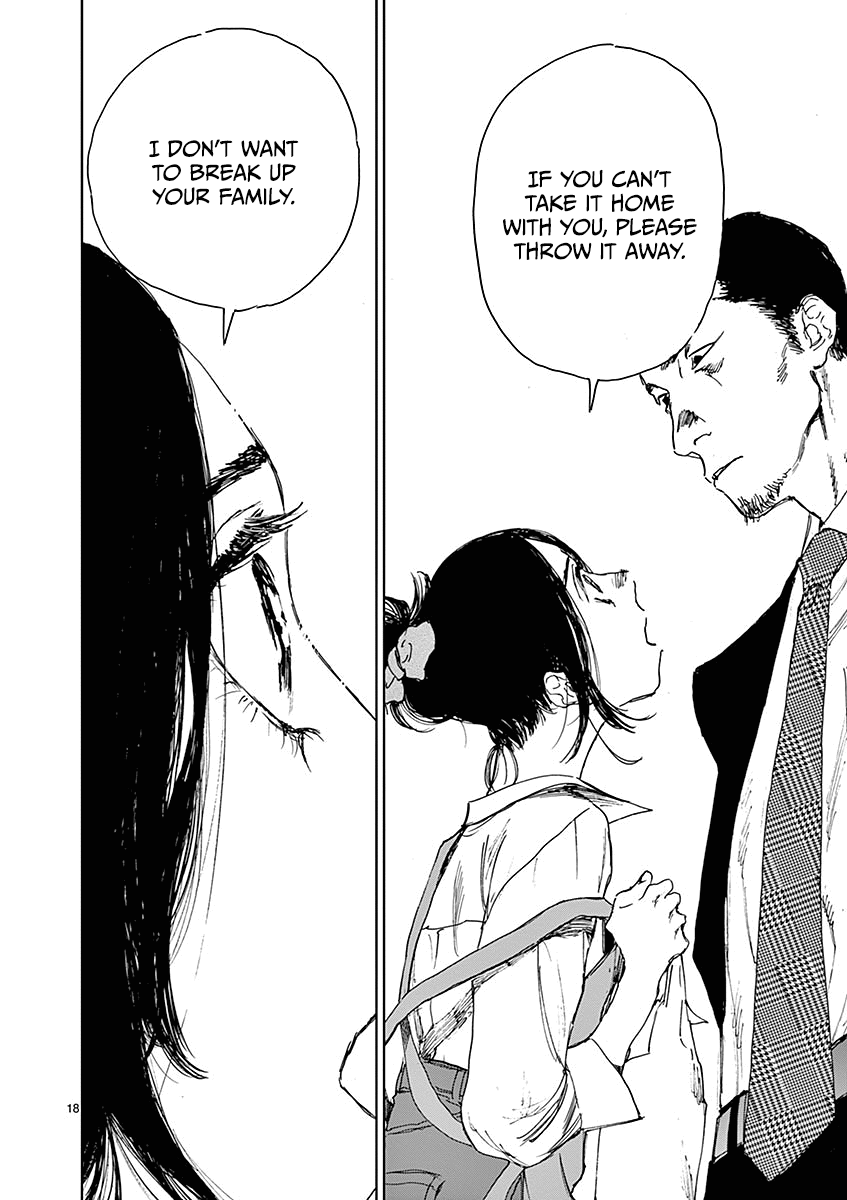 IF YOU CAN'T
TAKE IT HOME
WITH YOU, PLEASE
THROW IT AWAY.
I DON'T WANT
TO BREAK UP
YOUR FAMILY.
18